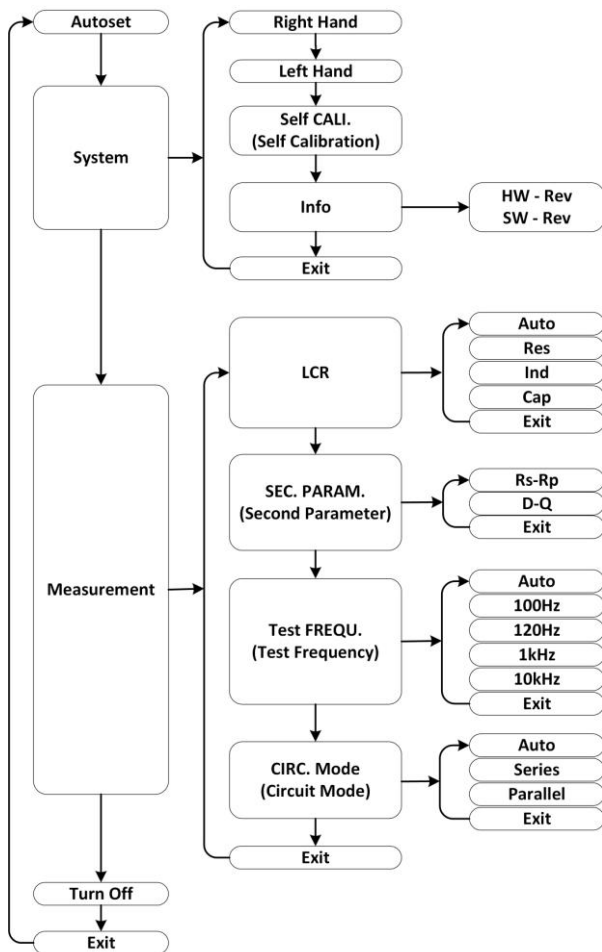 Autoset
System
Measurement
Turn Off
Exit
Right Hand
Left Hand
Self CALI.
(Self Calibration)
Info
Exit
HW - Rev
SW - Rev
LCR
SEC. PARAM.
(Second Parameter)
Test FREQU.
(Test Frequency)
CIRC. Mode
(Circuit Mode)
Exit
Auto
Res
Ind
Cap
Exit
Rs-Rp
D-Q
Exit
Auto
100Hz
120Hz
1kHz
10kHz
Exit
Auto
Series
Parallel
Exit